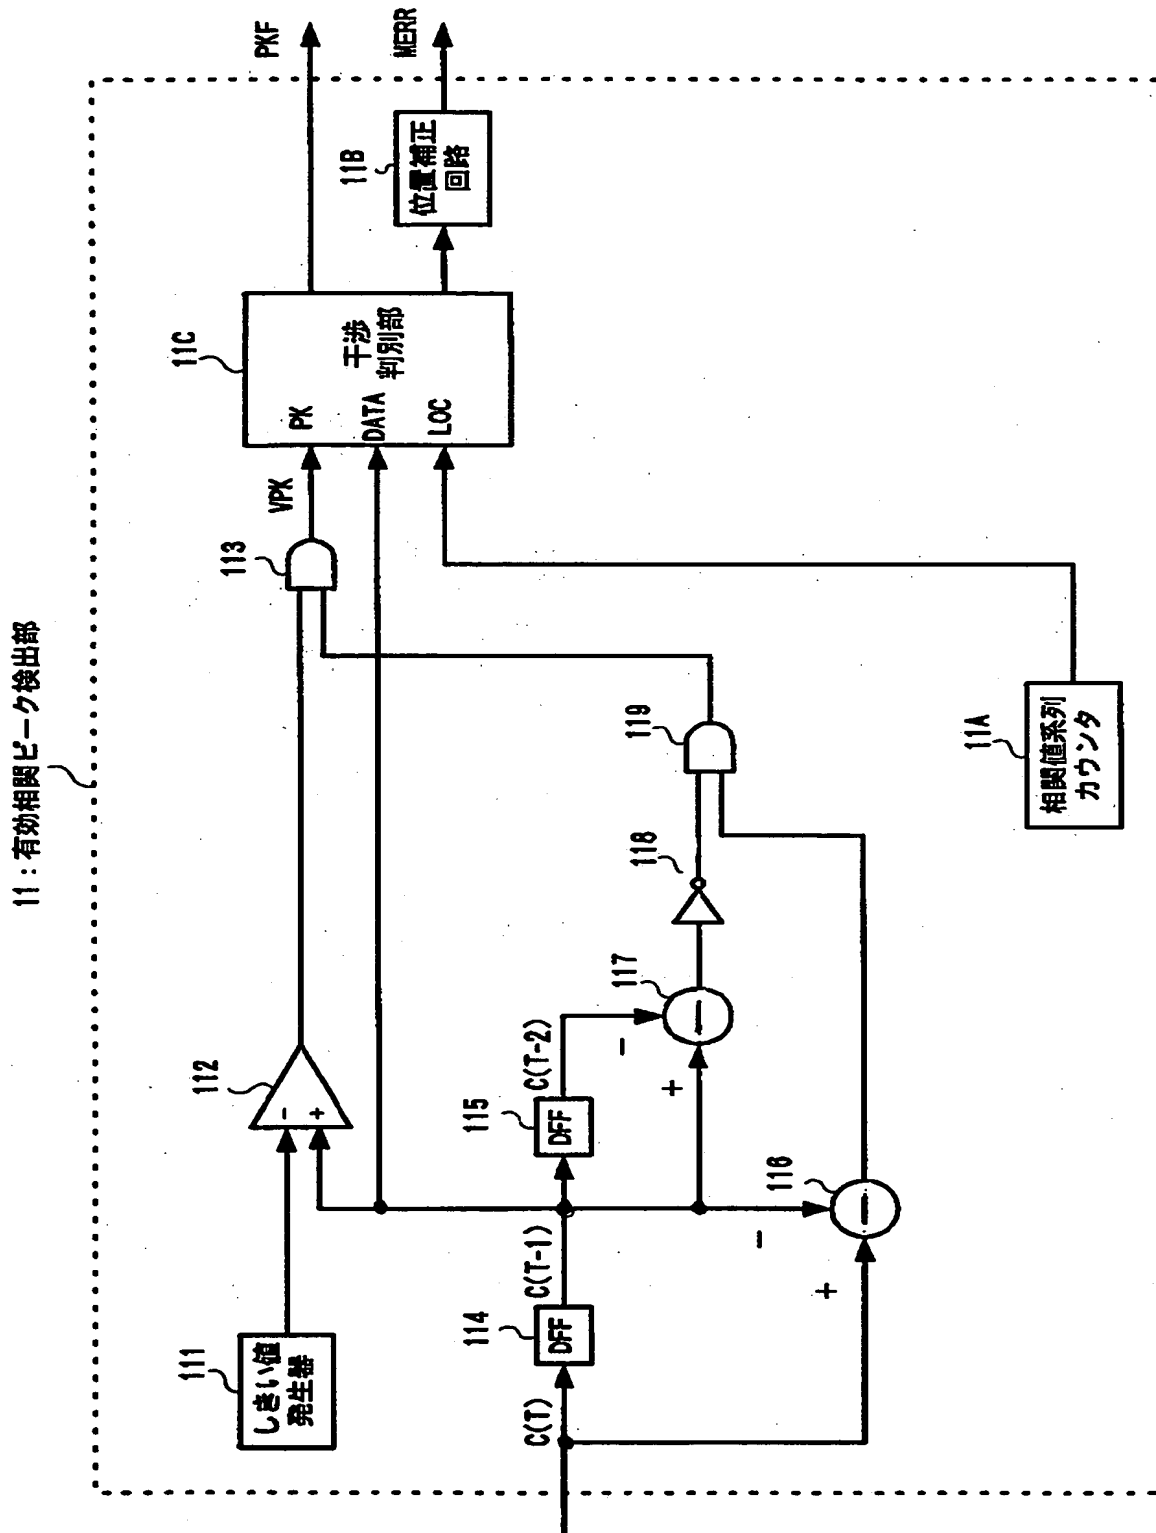 11：有効相関ピーク検出部
111
しきい値
発生器
112
-
+
113
VPK
11C
PK
DATA
LOC
干渉
判別部
PKF
11B
位置補正
回路
MERR
C(T)
114
DFF
C(T-1)
115
DFF
C(T-2)
-
+
117
118
119
-
+
116
11A
相関値系列
カウンタ